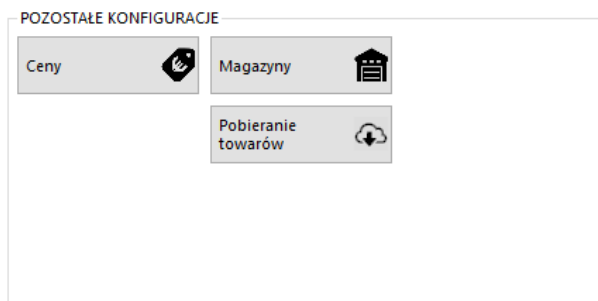 POZOSTAŁE KONFIGURACJE
Ceny
Magazyny
Pobieranie
towarów